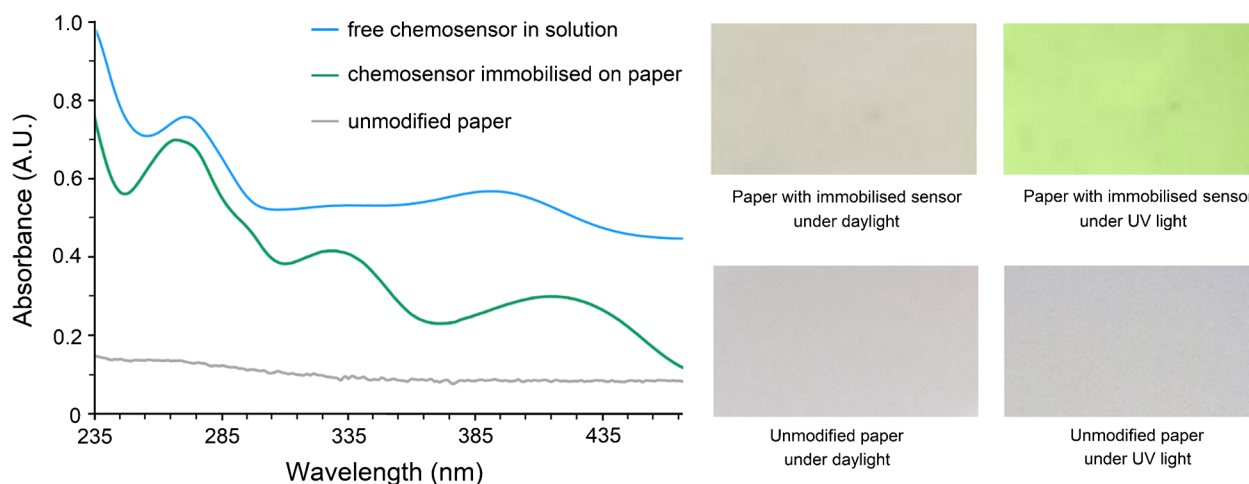 1.0
0.8
0.6
0.4
0.2
0
Absorbance (A.U.)
235
285
335
385
435
Wavelength (nm)
free chemosensor in solution
chemosensor immobilised on paper
unmodified paper
Paper with immobilised sensor
under daylight
Paper with immobilised sensor
under UV light
Unmodified paper
under daylight
Unmodified paper
under UV light